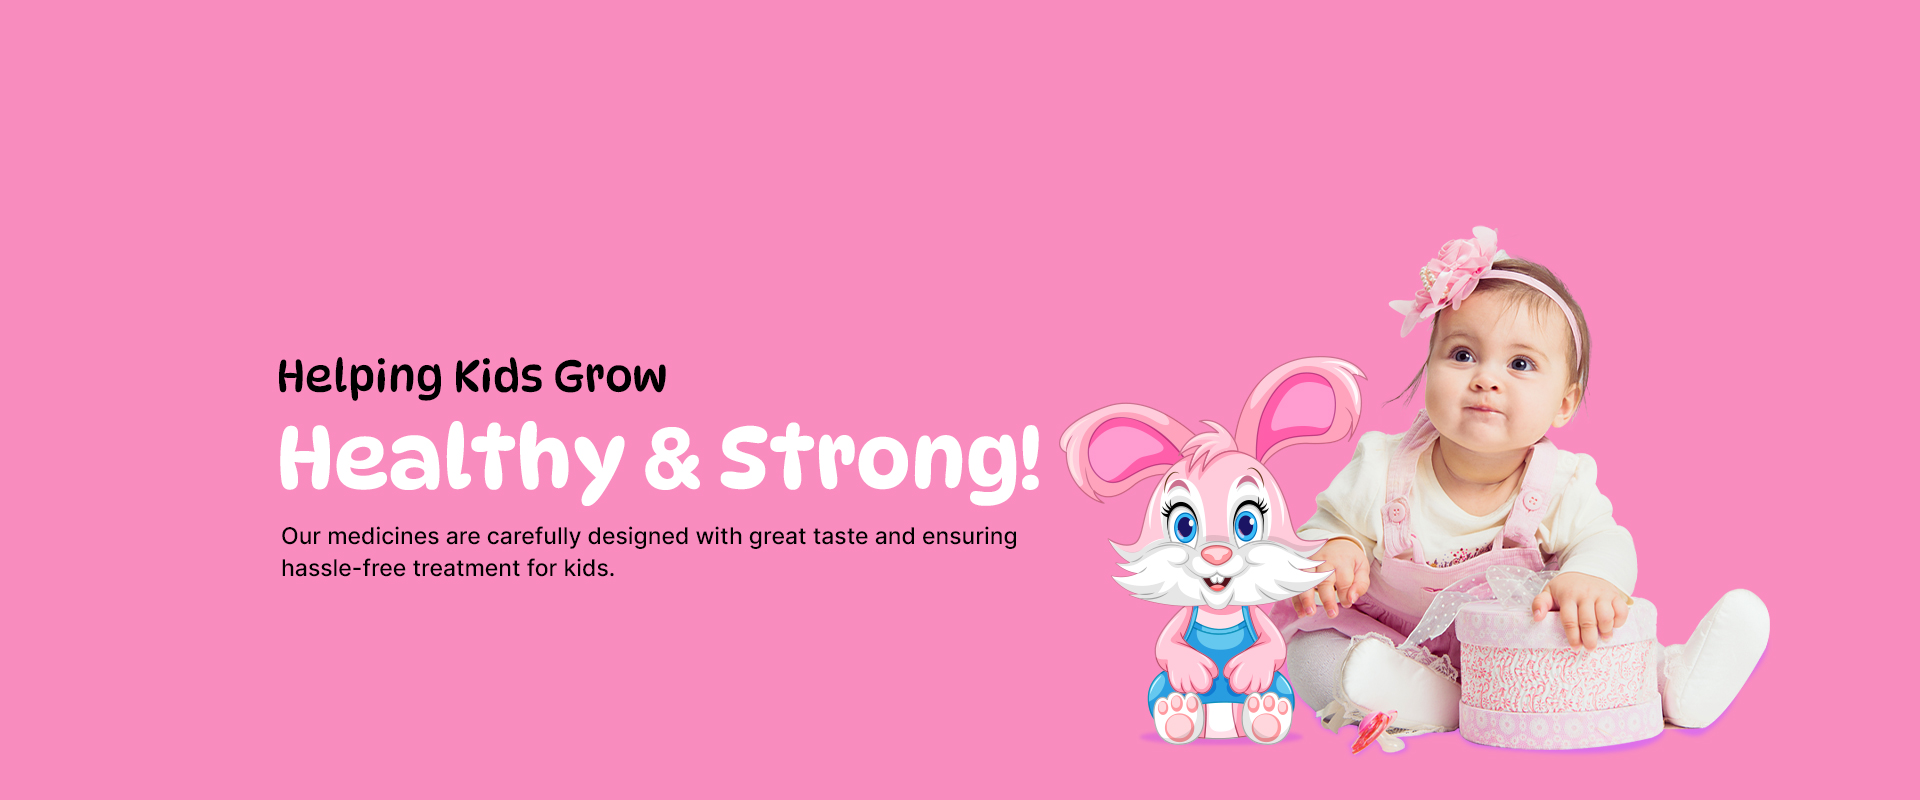 Helping Kids Grow
Healthy & Strong!
Our medicines are carefully designed with great taste and ensuring
hassle-free treatment for kids.